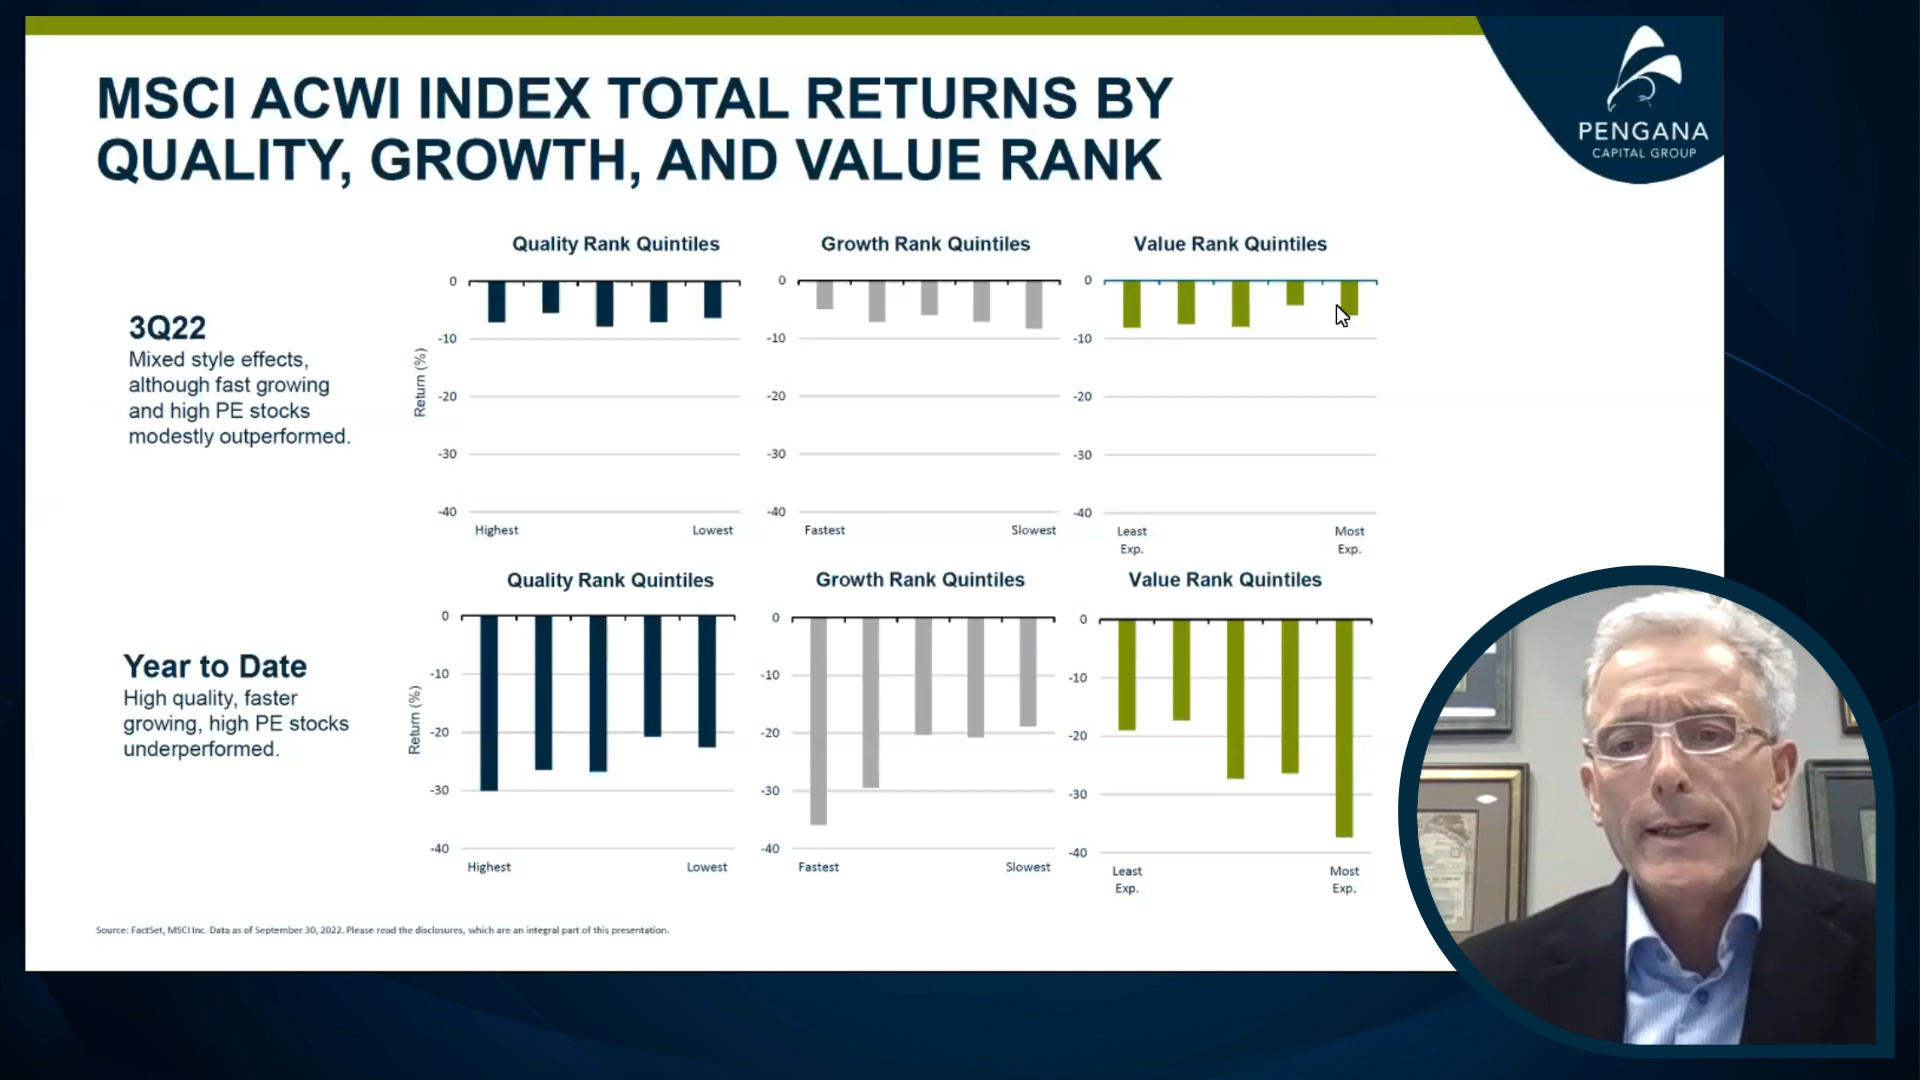 MSCI ACWI INDEX TOTAL RETURNS BY
QUALITY, GROWTH, AND VALUE RANK
PENGANA
CAPITAL GROUP
3Q22
Mixed style effects,
although fast growing
and high PE stocks
modestly outperformed.
Quality Rank Quintiles
Return (%)
0
-10
-20
-30
-40
Highest Lowest
Growth Rank Quintiles
0
-10
-20
-30
-40
Fastest Slowest
Value Rank Quintiles
0
-10
-20
-30
-40
Least Most
Exp. Exp.
Year to Date
High quality, faster
growing, high PE stocks
underperformed.
Quality Rank Quintiles
Return (%)
0
-10
-20
-30
-40
Highest Lowest
Growth Rank Quintiles
0
-10
-20
-30
-40
Fastest Slowest
Value Rank Quintiles
0
-10
-20
-30
-40
Least Most
Exp. Exp.
Source: FactSet, MSCI Inc. Data as of September 30, 2022. Please read the disclosures, which are an integral part of this presentation.